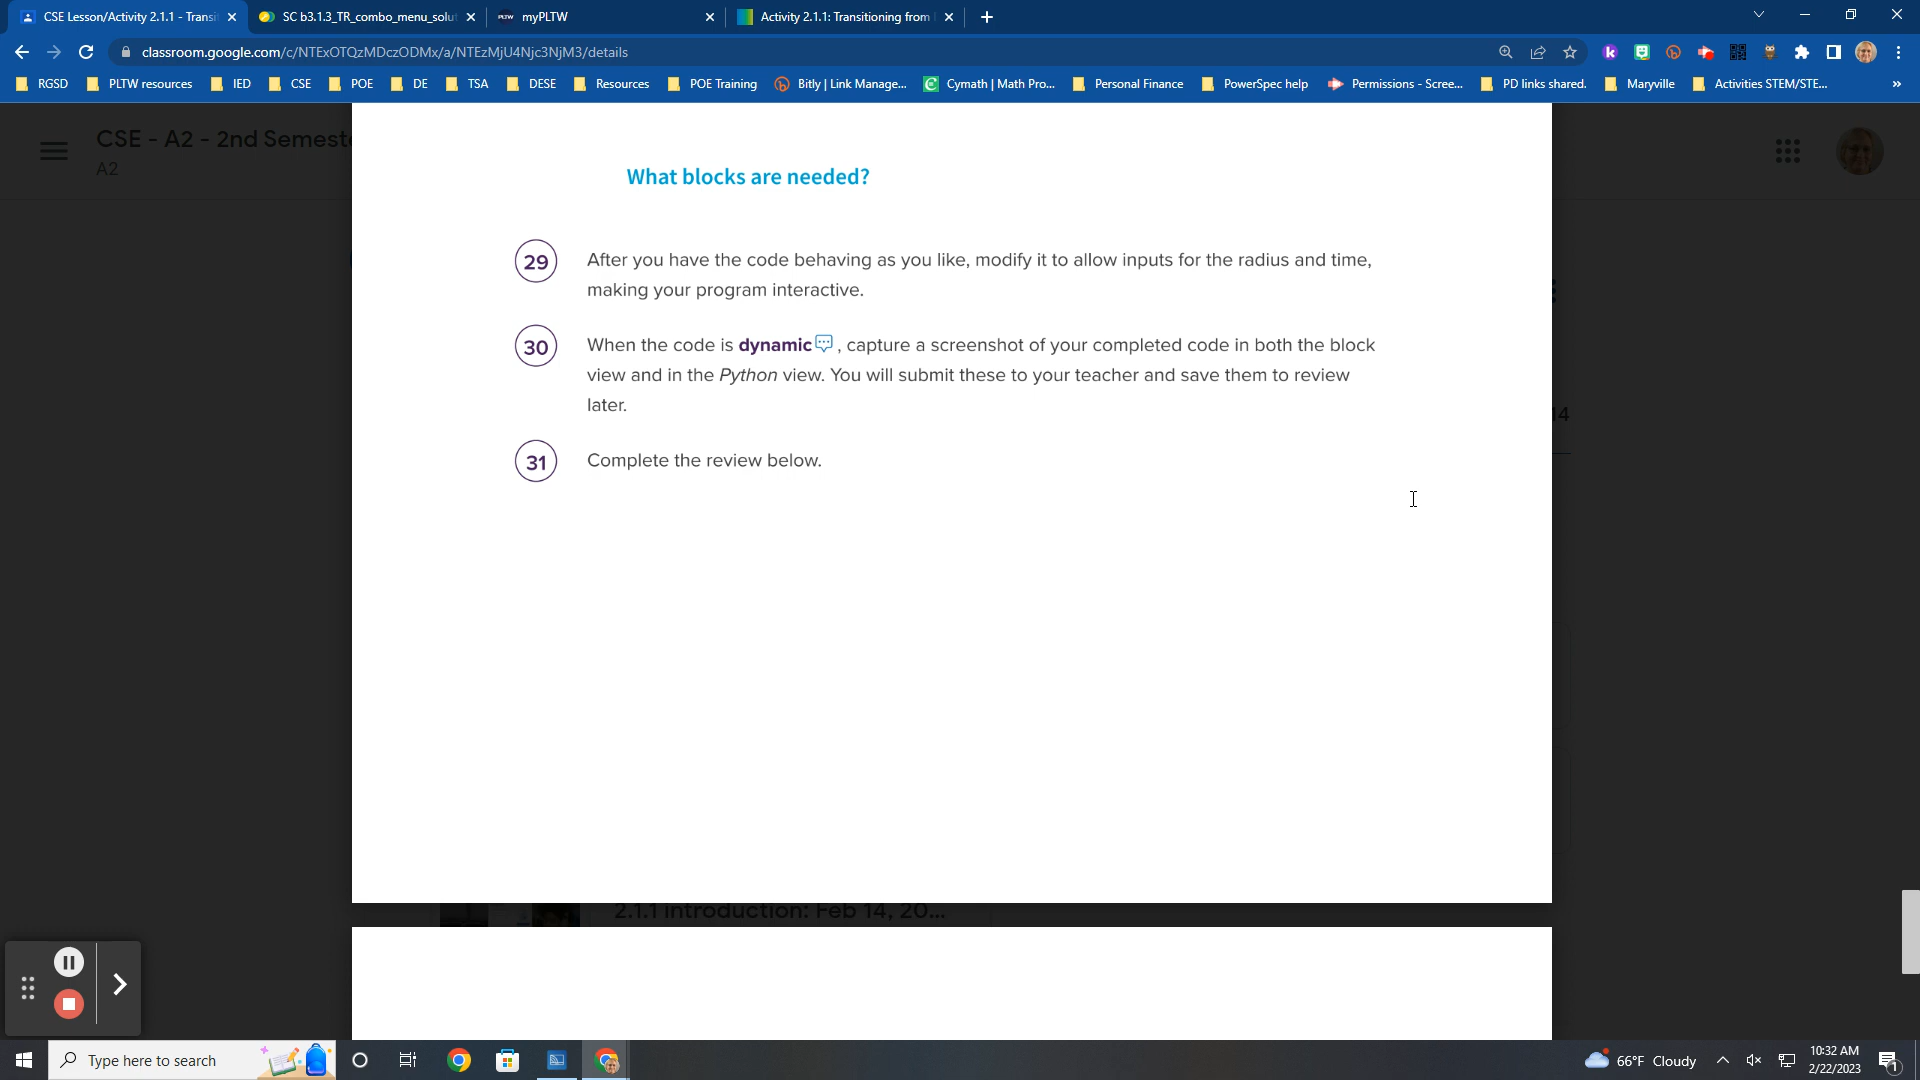 CSE Lesson/Activity 2.1.1 - Transit
SC b3.1.3_TR_combo_menu_solut
PLTW
myPLTW
Activity 2.1.1: Transitioning from
classroom.google.com/c/NTExOTQzMDczODMx/a/NTEzMjU4Njc3NjM3/details
RGSD
PLTW resources
IED
CSE
POE
DE
TSA
DESE
Resources
POE Training
Bitly | Link Manage...
Cymath | Math Pro...
Personal Finance
PowerSpec help
Permissions - Scree...
PD links shared.
Maryville
Activities STEM/STE...
»
CSE - A2 - 2nd Semeste
A2
What blocks are needed?
29 After you have the code behaving as you like, modify it to allow inputs for the radius and time,
making your program interactive.
30 When the code is dynamic, capture a screenshot of your completed code in both the block
view and in the Python view. You will submit these to your teacher and save them to review
later.
14
31 Complete the review below.
2.1.1 introduction: Feb 14, 20...
Type here to search
66°F Cloudy
10:32 AM
2/22/2023
1